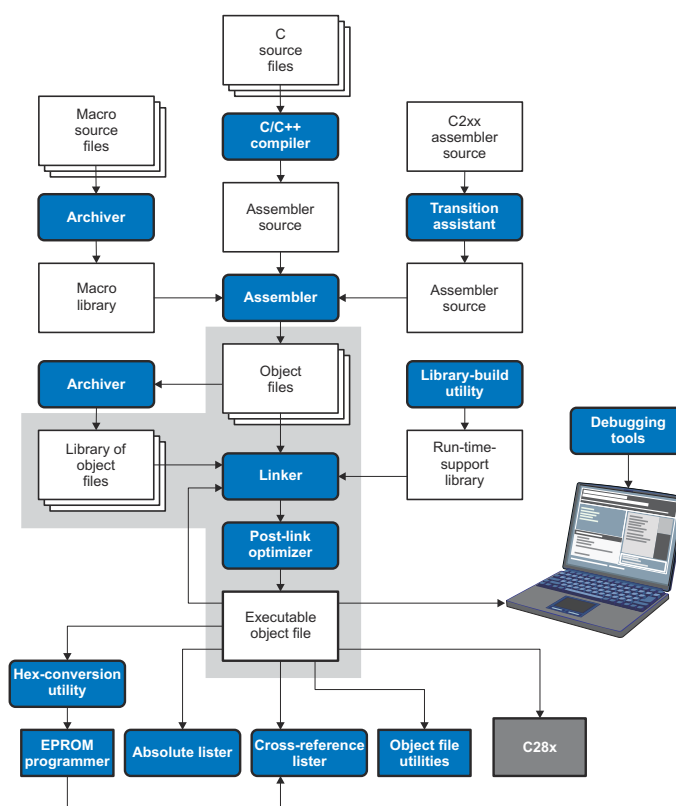 C
source
files
Macro
source
files
C/C++
compiler
C2xx
assembler
source
Archiver
Assembler
source
Transition
assistant
Macro
library
Assembler
Assembler
source
Archiver
Object
files
Library-build
utility
Debugging
tools
Library of
object
files
Linker
Run-time-
support
library
Post-link
optimizer
Executable
object file
Hex-conversion
utility
EPROM
programmer
Absolute lister
Cross-reference
lister
Object file
utilities
C28x